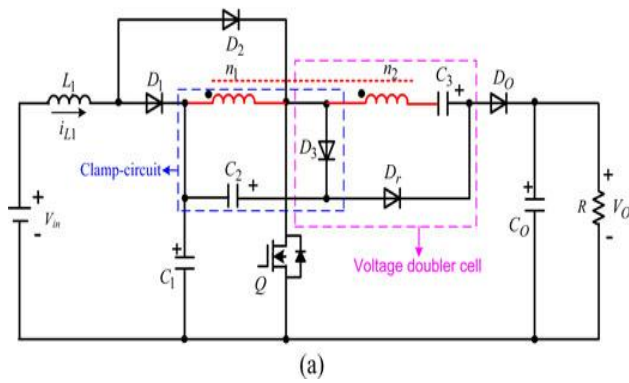 D2
n1
n2
L1
D1
C3
DO
+
iL1
D3
+
Clamp-circuit
C2
+
Dr
+
Vin
-
+
C1
Q
Voltage doubler cell
+
CO
R
VO
-
(a)